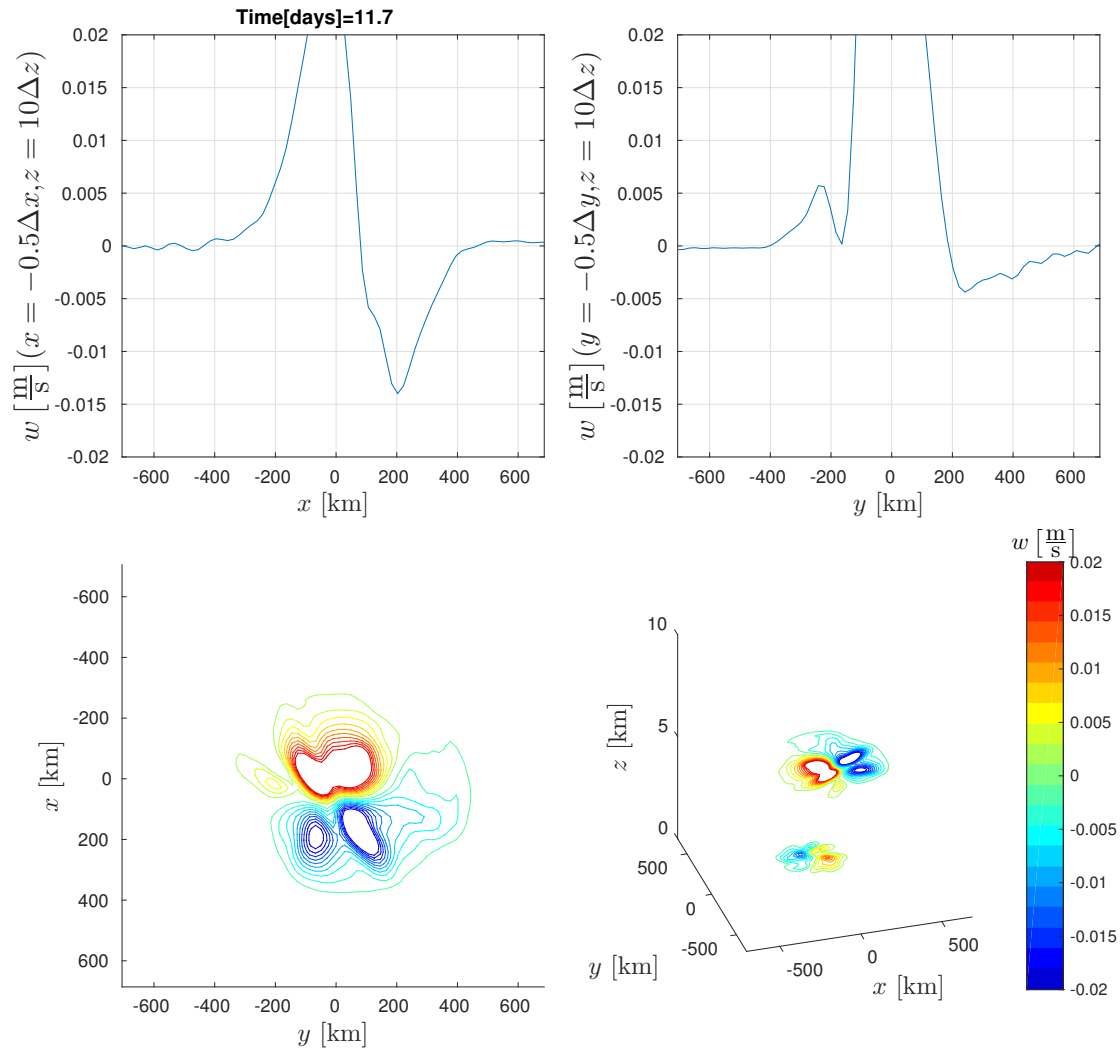 Time[days]=11.7
w [m/s](x = −0.5Δx,z = 10Δz)
0.02
0.015
0.01
0.005
0
-0.005
-0.01
-0.015
-0.02
-600 -400 -200 0 200 400 600
x [km]
w [m/s](y = −0.5Δy,z = 10Δz)
0.02
0.015
0.01
0.005
0
-0.005
-0.01
-0.015
-0.02
-600 -400 -200 0 200 400 600
y [km]
x [km]
-600
-400
-200
0
200
400
600
-600 -400 -200 0 200 400 600
y [km]
z [km]
10
5
0
500
0
-500
y [km]
-500 0 500
x [km]
w [m/s]
0.02
0.015
0.01
0.005
0
-0.005
-0.01
-0.015
-0.02